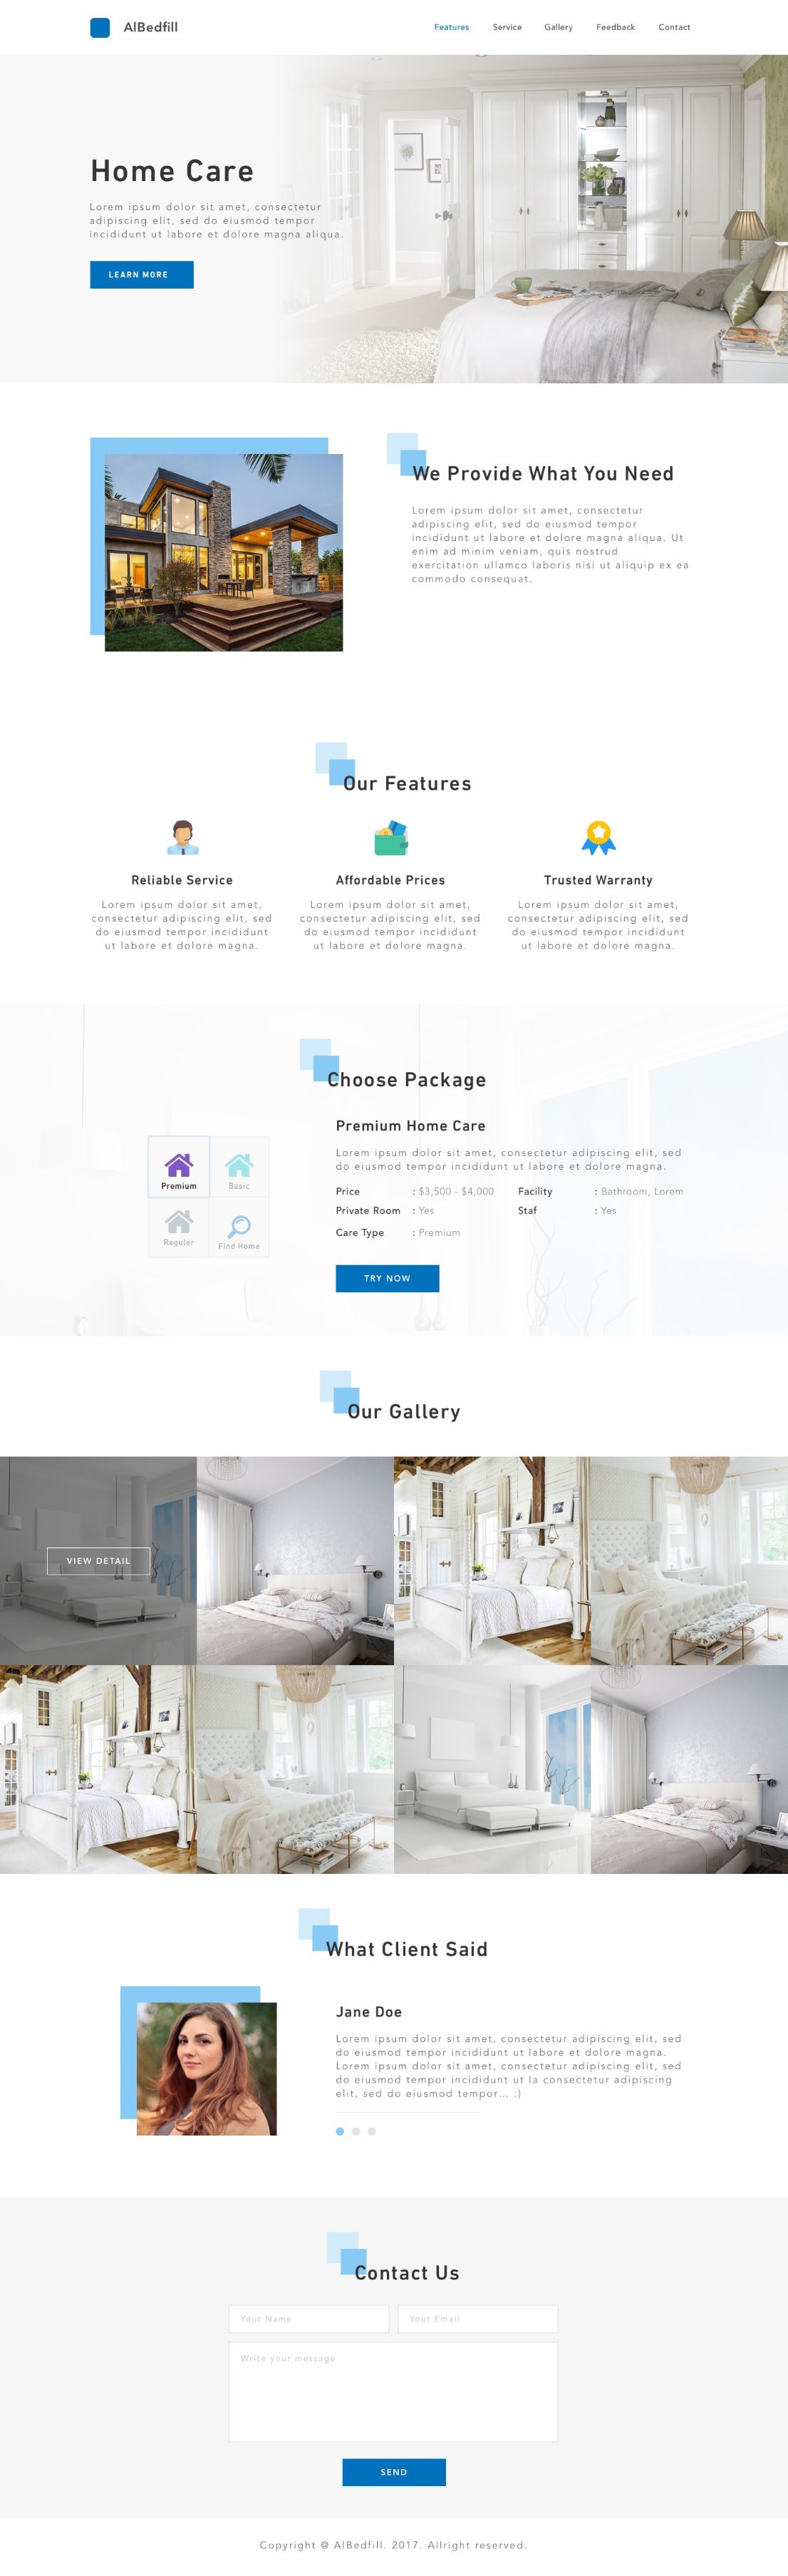 AlBedfill
Features Service Gallery Feedback Contact
Home Care
Lorem ipsum dolor sit amet, consectetur
adipiscing elit, sed do eiusmod tempor
incididunt ut labore et dolore magna aliqua.
LEARN MORE
We Provide What You Need
Lorem ipsum dolor sit amet, consectetur
adipiscing elit, sed do eiusmod tempor
incididunt ut labore et dolore magna aliqua. Ut
enim ad minim veniam, quis nostrud
exercitation ullamco laboris nisi ut aliquip ex ea
commodo consequat.
Our Features
Reliable Service
Lorem ipsum dolor sit amet,
consectetur adipiscing elit, sed
do eiusmod tempor incididunt
ut labore et dolore magna.
Affordable Prices
Lorem ipsum dolor sit amet,
consectetur adipiscing elit, sed
do eiusmod tempor incididunt
ut labore et dolore magna.
Trusted Warranty
Lorem ipsum dolor sit amet,
consectetur adipiscing elit, sed
do eiusmod tempor incididunt
ut labore et dolore magna.
Choose Package
Premium
Basic
Reguler
Find Home
Premium Home Care
Lorem ipsum dolor sit amet, consectetur adipiscing elit, sed
do eiusmod tempor incididunt ut labore et dolore magna.
Price : $3,500 - $4,000 Facility : Bathroom, Lorem
Private Room : Yes Staf : Yes
Care Type : Premium
TRY NOW
Our Gallery
VIEW DETAIL
What Client Said
Jane Doe
Lorem ipsum dolor sit amet, consectetur adipiscing elit, sed
do eiusmod tempor incididunt ut labore et dolore magna.
Lorem ipsum dolor sit amet, consectetur adipiscing elit, sed
do eiusmod tempor incididunt ut la consectetur adipiscing
elit, sed do eiusmod tempor... :)
Contact Us
Your Name
Your Email
Write your message
SEND
Copyright @ AlBedfill. 2017. Allright reserved.